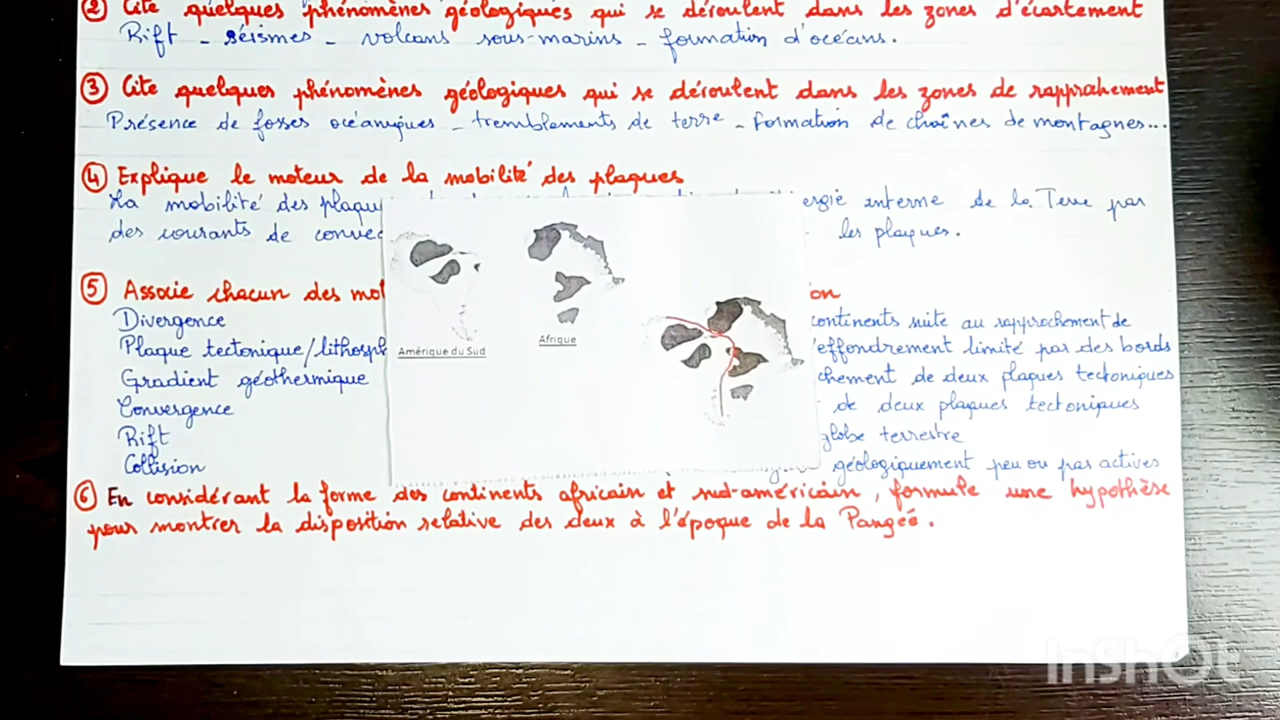 ② Cite quelques phénomènes géologiques qui se déroulent dans les zones d'écartement
Rift - séismes - volcans sous-marins - formation d'océans.
③ Cite quelques phénomènes géologiques qui se déroulent dans les zones de rapprochement
Présence de fosses océaniques - tremblements de terre - formation de chaînes de montagnes...
④ Explique le moteur de la mobilité des plaques
La mobilité des plaqu ergie interne de la Terre par
des courants de convec les plaques.
⑤ Associe chacun des mot on
Divergence continents suite au rapprochement de
Plaque tectonique/lithosph effondrement limité par des bords
Gradient géothermique chement de deux plaques tectoniques
Convergence de deux plaques tectoniques
Rift globe terrestre
Collision géologiquement peu ou pas actives
Amérique du Sud
Afrique
⑥ En considérant la forme des continents africain et sud-américain, formule une hypothèse
pour montrer la disposition relative des deux à l'époque de la Pangeé.
InShOt